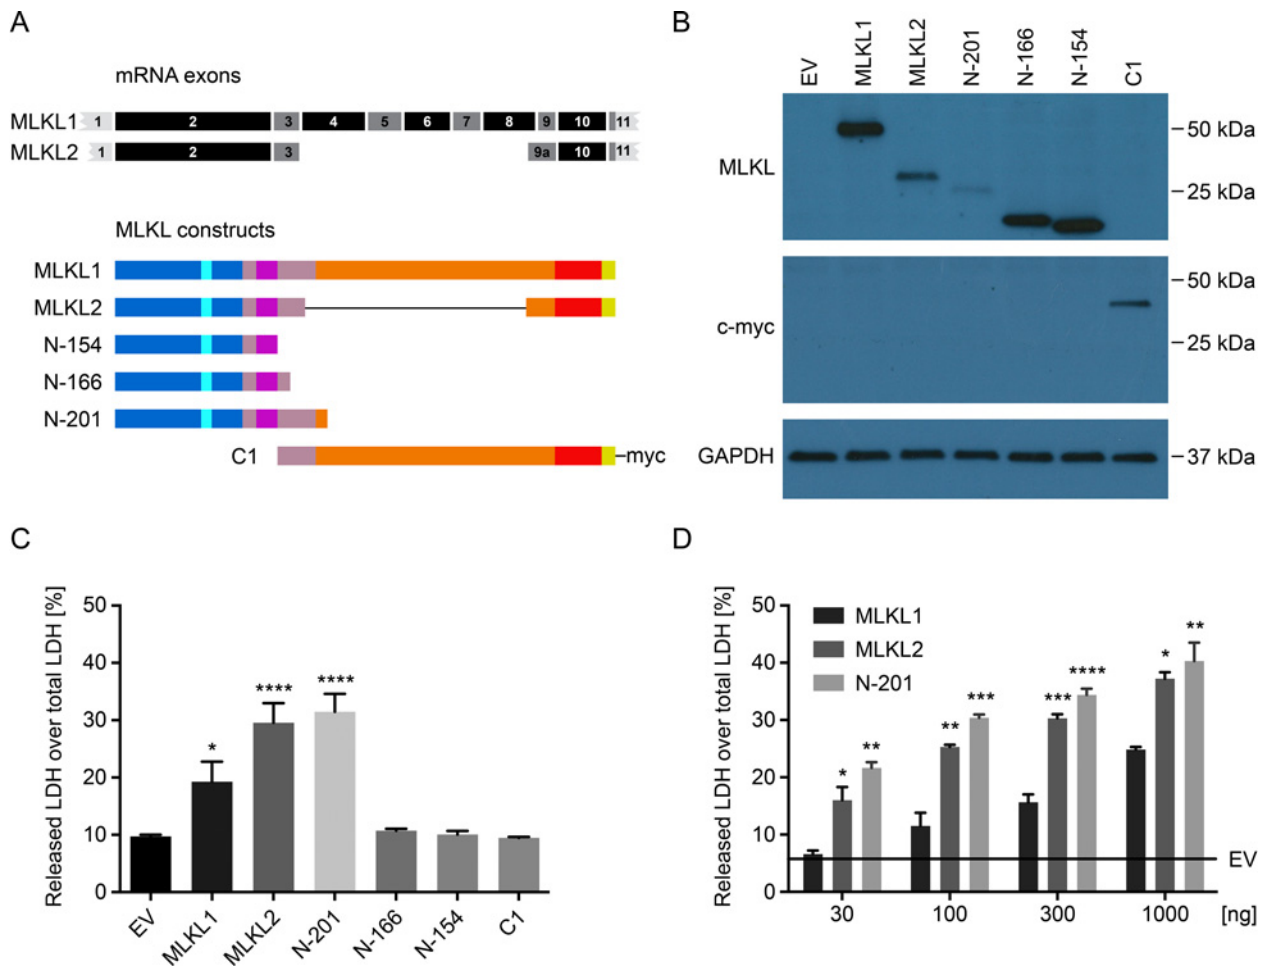 A
mRNA exons
MLKL1 1 2 3 4 5 6 7 8 9 10 11
MLKL2 1 2 3 9a 10 11
MLKL constructs
MLKL1
MLKL2
N-154
N-166
N-201
C1 myc
B
EV MLKL1 MLKL2 N-201 N-166 N-154 C1
MLKL
50 kDa
25 kDa
c-myc
50 kDa
25 kDa
GAPDH
37 kDa
C
Released LDH over total LDH [%]
50
40
30
20
10
0
* **** ****
EV MLKL1 MLKL2 N-201 N-166 N-154 C1
D
Released LDH over total LDH [%]
50
40
30
20
10
0
MLKL1
MLKL2
N-201
* ** ** *** *** **** * **
EV
30 100 300 1000 [ng]